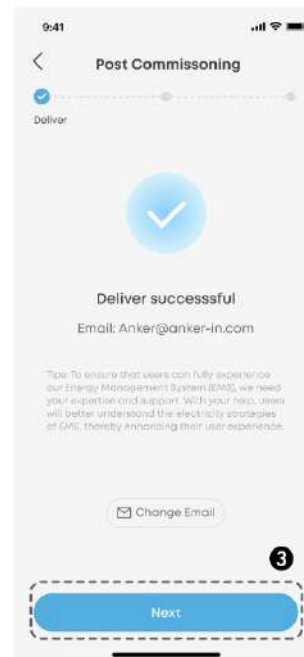 9:41
Post Commissoning
Deliver
Deliver successsful
Email: Anker@anker-in.com
Tips: To ensure that users can fully experience
our Energy Management System (EMS), we need
your expertise and support. With your help, users
will better understand the electricity strategies
of EMS, thereby enhancing their user experience.
Change Email
3
Next